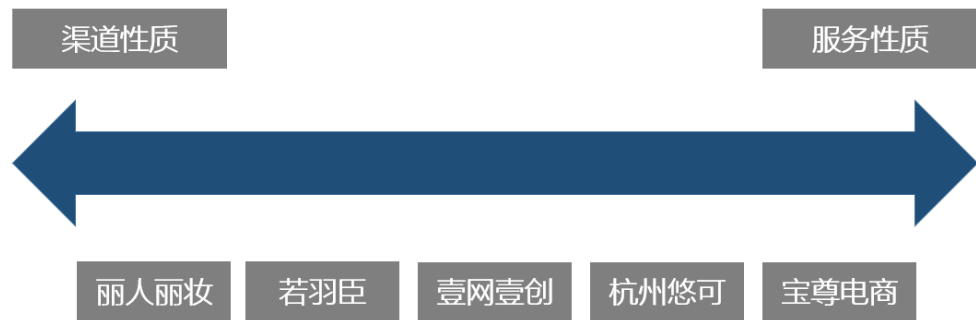 渠道性质
服务性质
丽人丽妆
若羽臣
壹网壹创
杭州悠可
宝尊电商